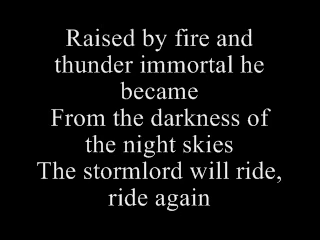 Raised by fire and
thunder immortal he
became
From the darkness of
the night skies
The stormlord will ride,
ride again